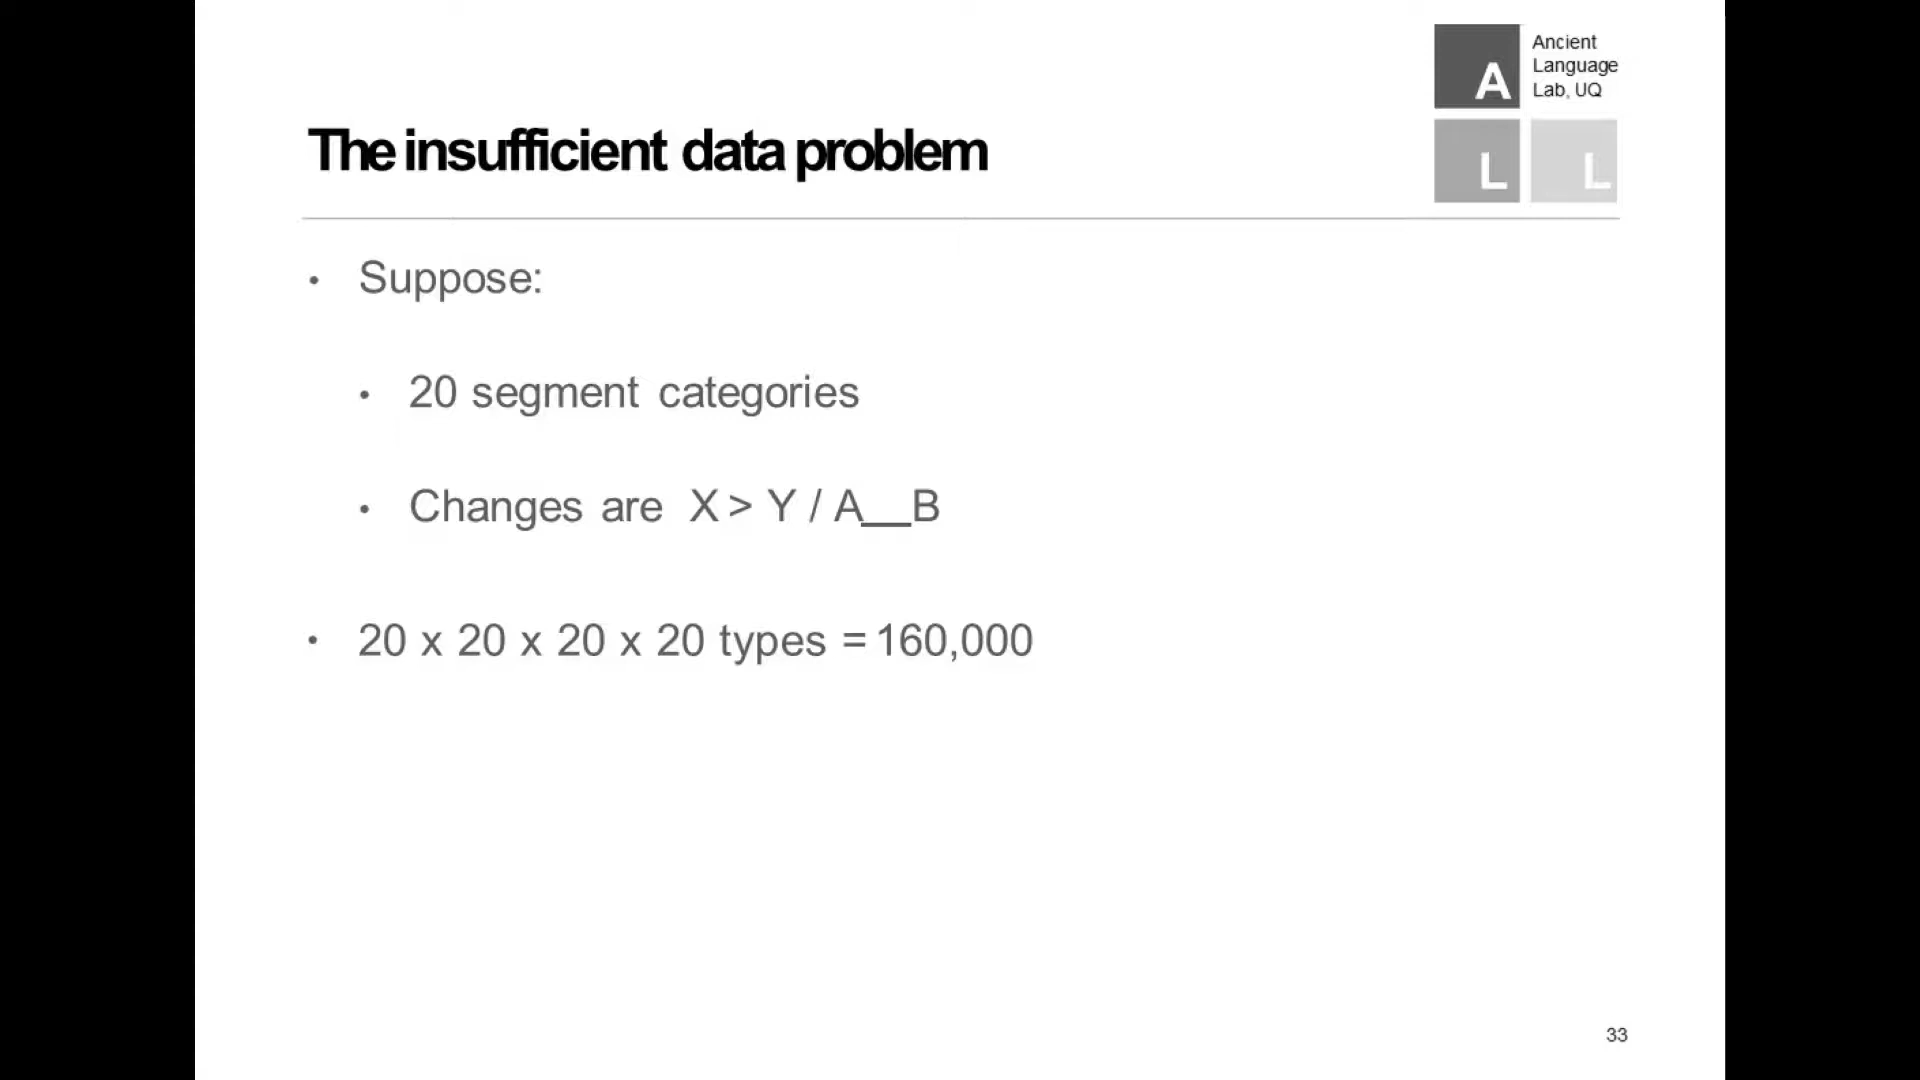 Ancient
Language
Lab, UQ
A
L L
The insufficient data problem
• Suppose:
• 20 segment categories
• Changes are X > Y / A__B
• 20 x 20 x 20 x 20 types = 160,000
33